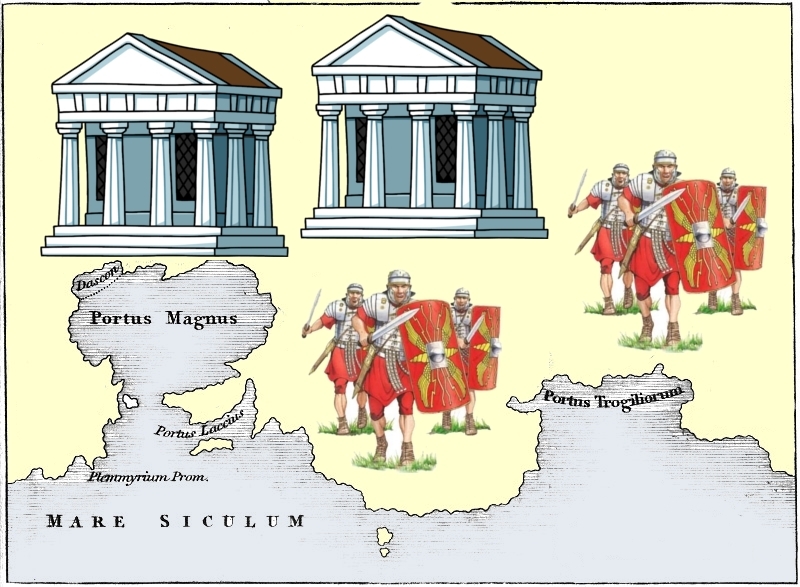 Dascon
Portus Magnus
Portus Trogiliorum
Portus Laccius
Plemmyrium Prom.
MARE SICULUM